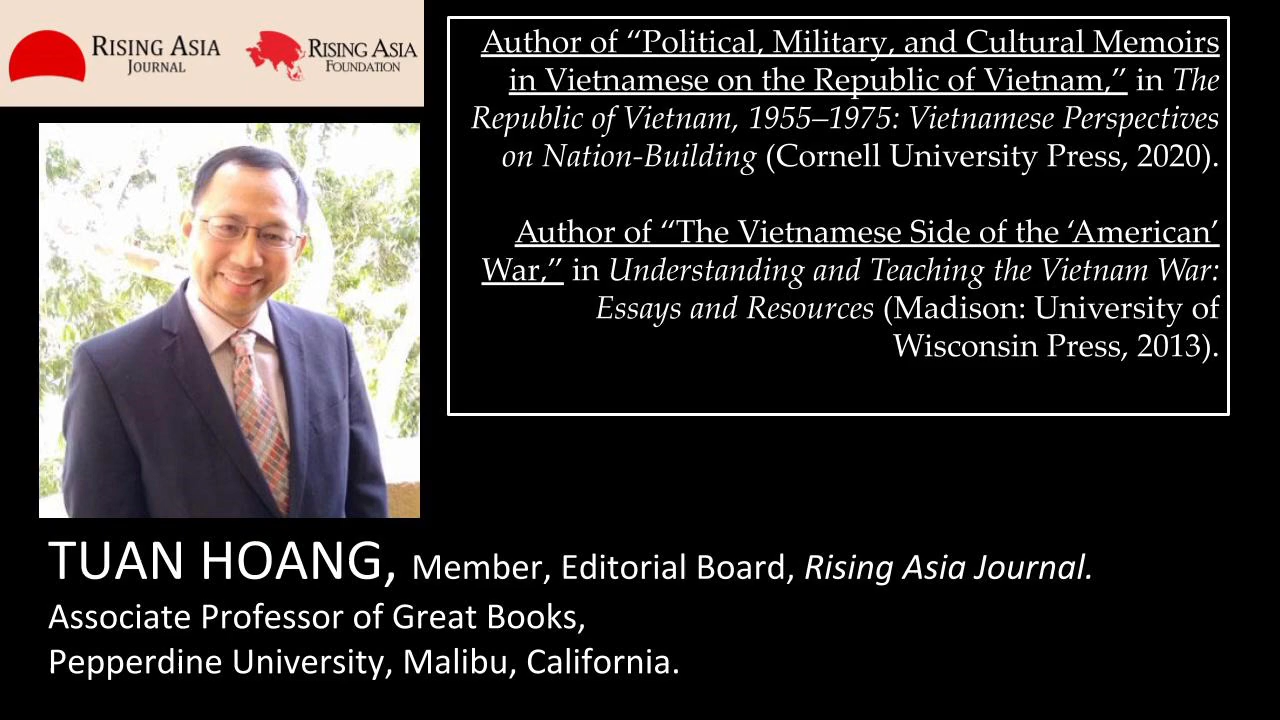 RISING ASIA
JOURNAL
RISING ASIA
FOUNDATION
Author of “Political, Military, and Cultural Memoirs
in Vietnamese on the Republic of Vietnam,” in The
Republic of Vietnam, 1955–1975: Vietnamese Perspectives
on Nation-Building (Cornell University Press, 2020).
Author of “The Vietnamese Side of the ‘American’
War,” in Understanding and Teaching the Vietnam War:
Essays and Resources (Madison: University of
Wisconsin Press, 2013).
TUAN HOANG, Member, Editorial Board, Rising Asia Journal.
Associate Professor of Great Books,
Pepperdine University, Malibu, California.